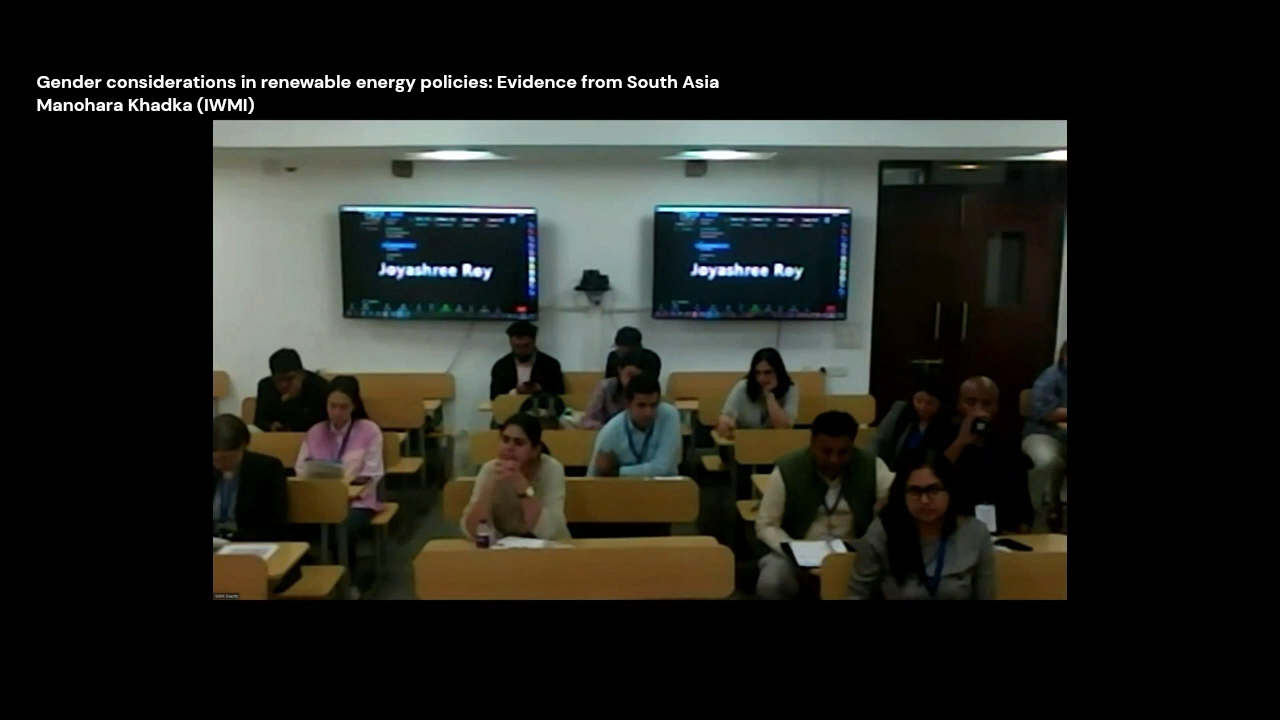 Gender considerations in renewable energy policies: Evidence from South Asia
Manohara Khadka (IWMI)
Joyashree Roy
Joyashree Roy